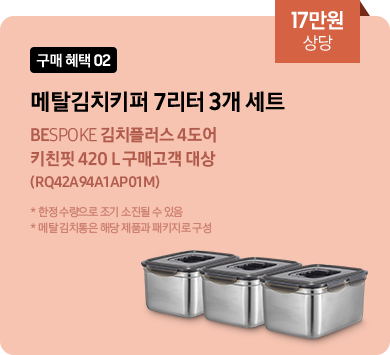 17만원
상당
구매 혜택 02
메탈김치키퍼 7리터 3개 세트
BESPOKE 김치플러스 4도어
키친핏 420 L 구매고객 대상
(RQ42A94A1AP01M)
* 한정 수량으로 조기 소진될 수 있음
* 메탈 김치통은 해당 제품과 패키지로 구성